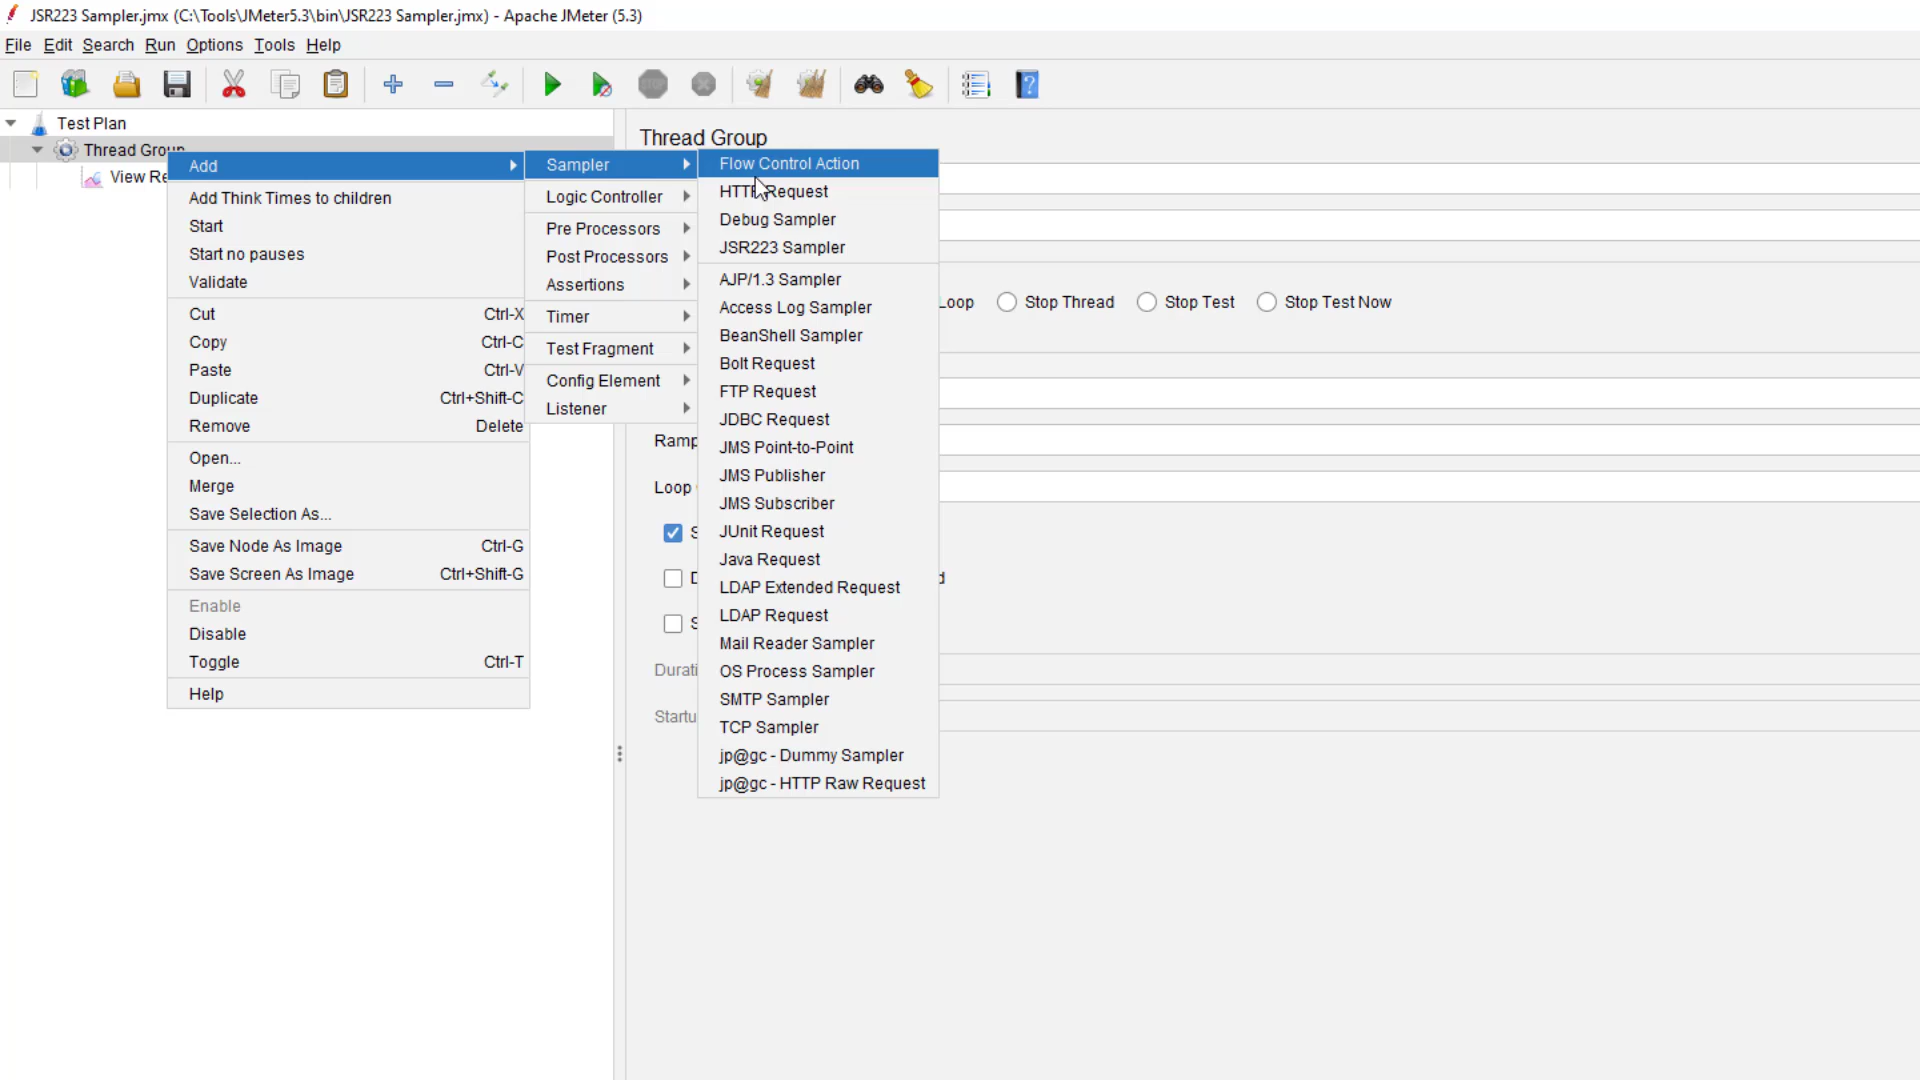 JSR223 Sampler.jmx (C:\Tools\JMeter5.3\bin\JSR223 Sampler.jmx) - Apache JMeter (5.3)
File Edit Search Run Options Tools Help
Test Plan
Thread Group
View Re
Add
Add Think Times to children
Start
Start no pauses
Validate
Cut Ctrl-X
Copy Ctrl-C
Paste Ctrl-V
Duplicate Ctrl+Shift-C
Remove Delete
Open...
Merge
Save Selection As...
Save Node As Image Ctrl-G
Save Screen As Image Ctrl+Shift-G
Enable
Disable
Toggle Ctrl-T
Help
Sampler
Logic Controller
Pre Processors
Post Processors
Assertions
Timer
Test Fragment
Config Element
Listener
Flow Control Action
HTTP Request
Debug Sampler
JSR223 Sampler
AJP/1.3 Sampler
Access Log Sampler
BeanShell Sampler
Bolt Request
FTP Request
JDBC Request
JMS Point-to-Point
JMS Publisher
JMS Subscriber
JUnit Request
Java Request
LDAP Extended Request
LDAP Request
Mail Reader Sampler
OS Process Sampler
SMTP Sampler
TCP Sampler
jp@gc - Dummy Sampler
jp@gc - HTTP Raw Request
Thread Group
Loop Stop Thread Stop Test Stop Test Now
Ramp
Loop
S
D d
S
Durati
Startu